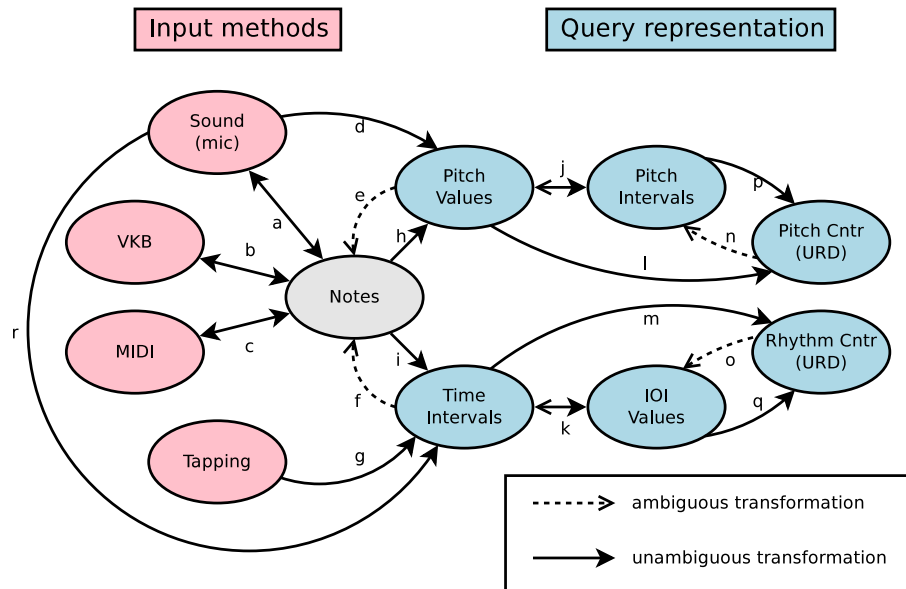 Input methods
Query representation
Sound
(mic)
d
Pitch
Values
j
Pitch
Intervals
p
e
a
n
Pitch Cntr
(URD)
VKB
b
h
l
Notes
r
MIDI
c
i
m
Rhythm Cntr
(URD)
o
f
Time
Intervals
k
IOI
Values
q
Tapping
g
ambiguous transformation
unambiguous transformation